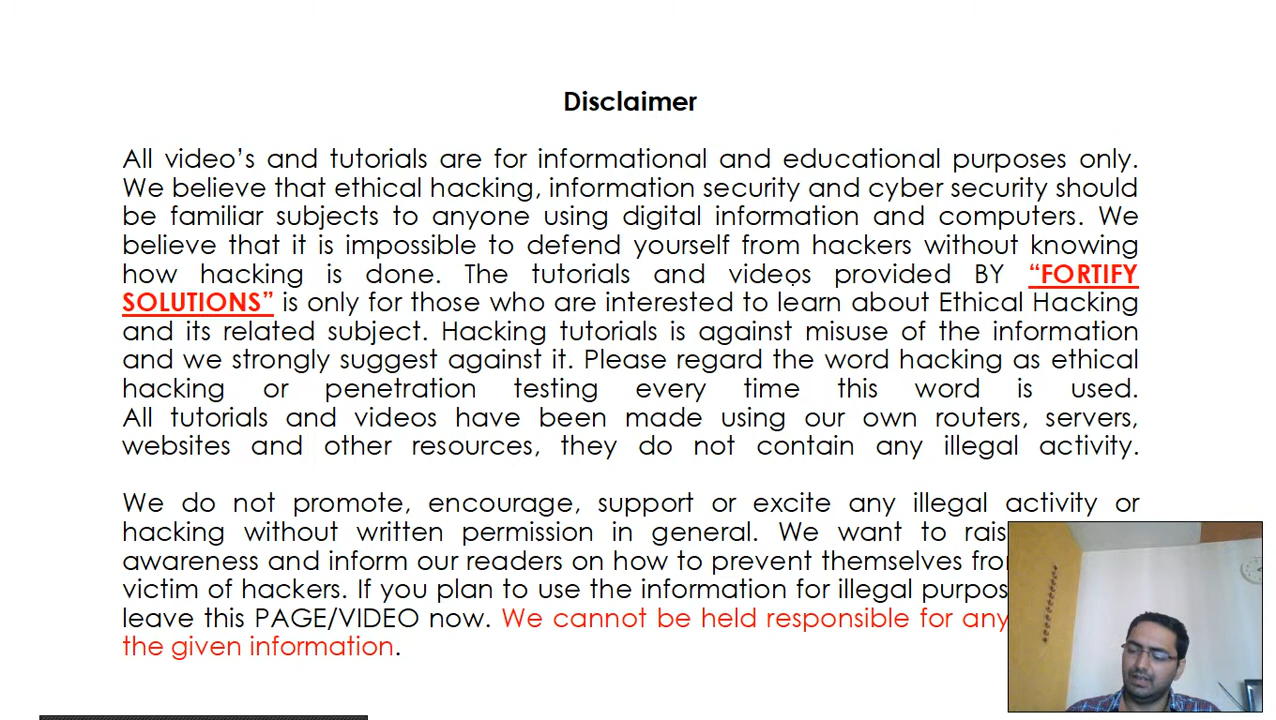 Disclaimer
All video’s and tutorials are for informational and educational purposes only.
We believe that ethical hacking, information security and cyber security should
be familiar subjects to anyone using digital information and computers. We
believe that it is impossible to defend yourself from hackers without knowing
how hacking is done. The tutorials and videos provided BY “FORTIFY
SOLUTIONS” is only for those who are interested to learn about Ethical Hacking
and its related subject. Hacking tutorials is against misuse of the information
and we strongly suggest against it. Please regard the word hacking as ethical
hacking or penetration testing every time this word is used.
All tutorials and videos have been made using our own routers, servers,
websites and other resources, they do not contain any illegal activity.
We do not promote, encourage, support or excite any illegal activity or
hacking without written permission in general. We want to rais
awareness and inform our readers on how to prevent themselves fro
victim of hackers. If you plan to use the information for illegal purpos
leave this PAGE/VIDEO now. We cannot be held responsible for any
the given information.